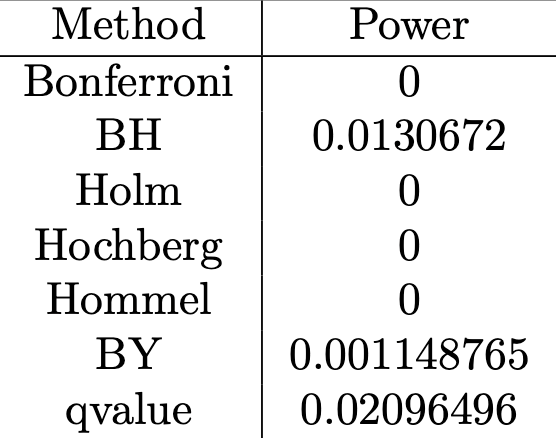 Method Power
Bonferroni 0
BH 0.0130672
Holm 0
Hochberg 0
Hommel 0
BY 0.001148765
qvalue 0.02096496